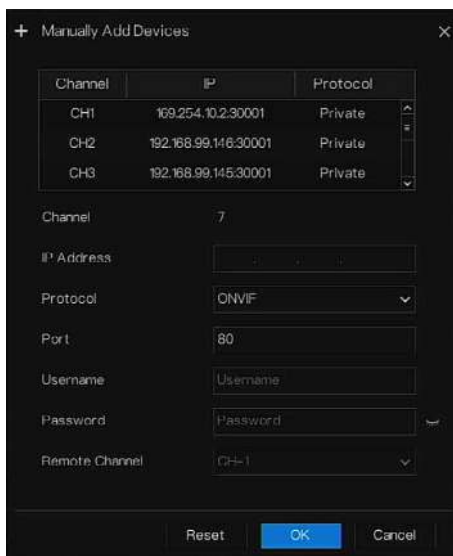 + Manually Add Devices ×
Channel IP Protocol
CH1 169.254.10.2:30001 Private
CH2 192.168.99.146:30001 Private
CH3 192.168.99.145:30001 Private
Channel 7
IP Address . . .
Protocol ONVIF
Port 80
Username Username
Password Password
Remote Channel CH-1
Reset OK Cancel